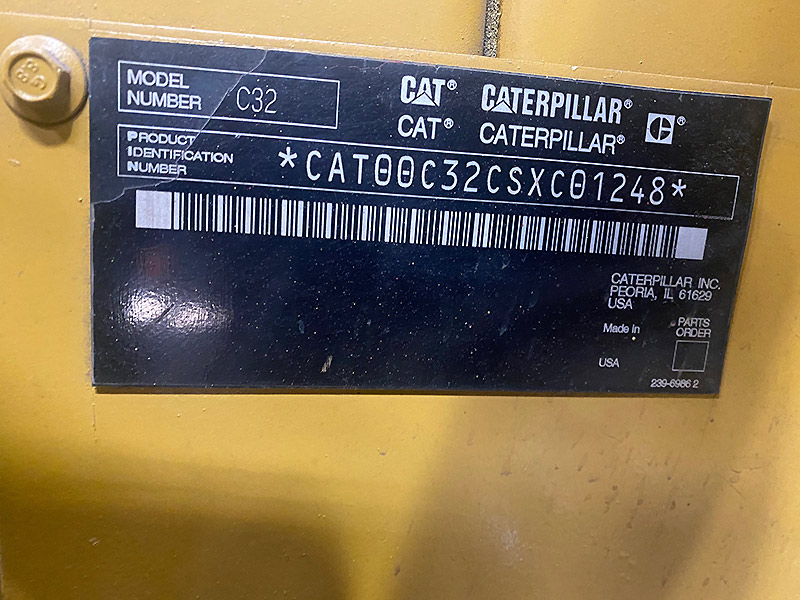 MODEL
NUMBER C32
CAT® CATERPILLAR®
CAT® CATERPILLAR® C®
PRODUCT
IDENTIFICATION
NUMBER
*CAT00C32CSXC01248*
CATERPILLAR INC.
PEORIA, IL 61629
USA
Made in
USA
PARTS
ORDER
239-6986 2